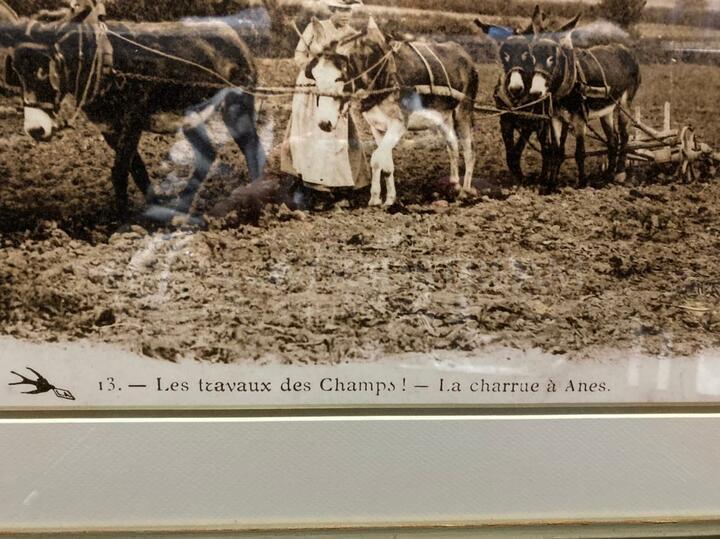 13. — Les travaux des Champs! — La charrue à Anes.